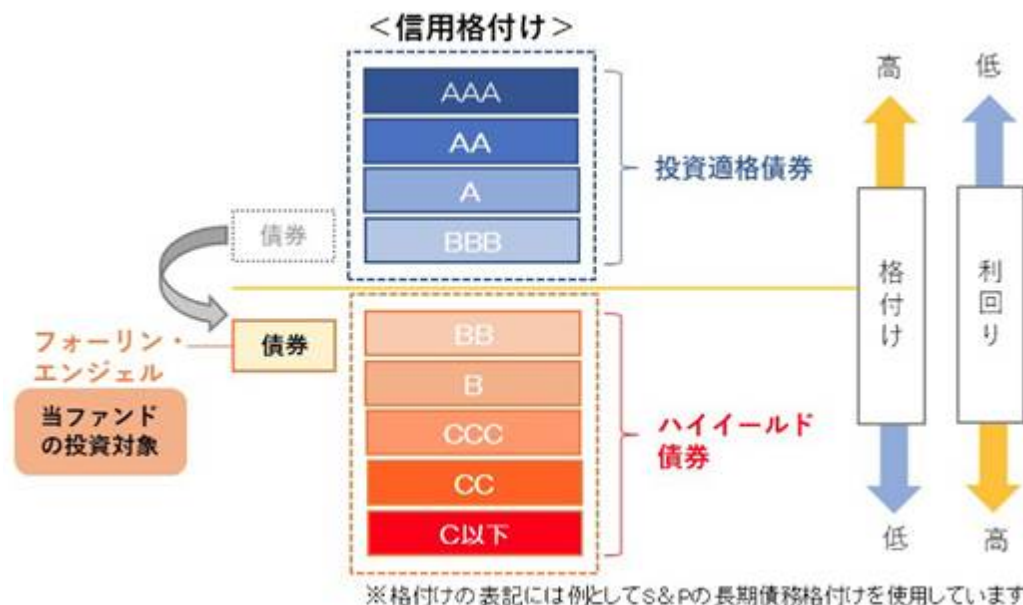 ＜信用格付け＞
AAA
AA
A
BBB
投資適格債券
債券
債券
フォーリン・
エンジェル
当ファンド
の投資対象
BB
B
CCC
CC
C以下
ハイイールド
債券
高
格付け
低
低
利回り
高
※格付けの表記には例としてS&Pの長期債務格付けを使用しています